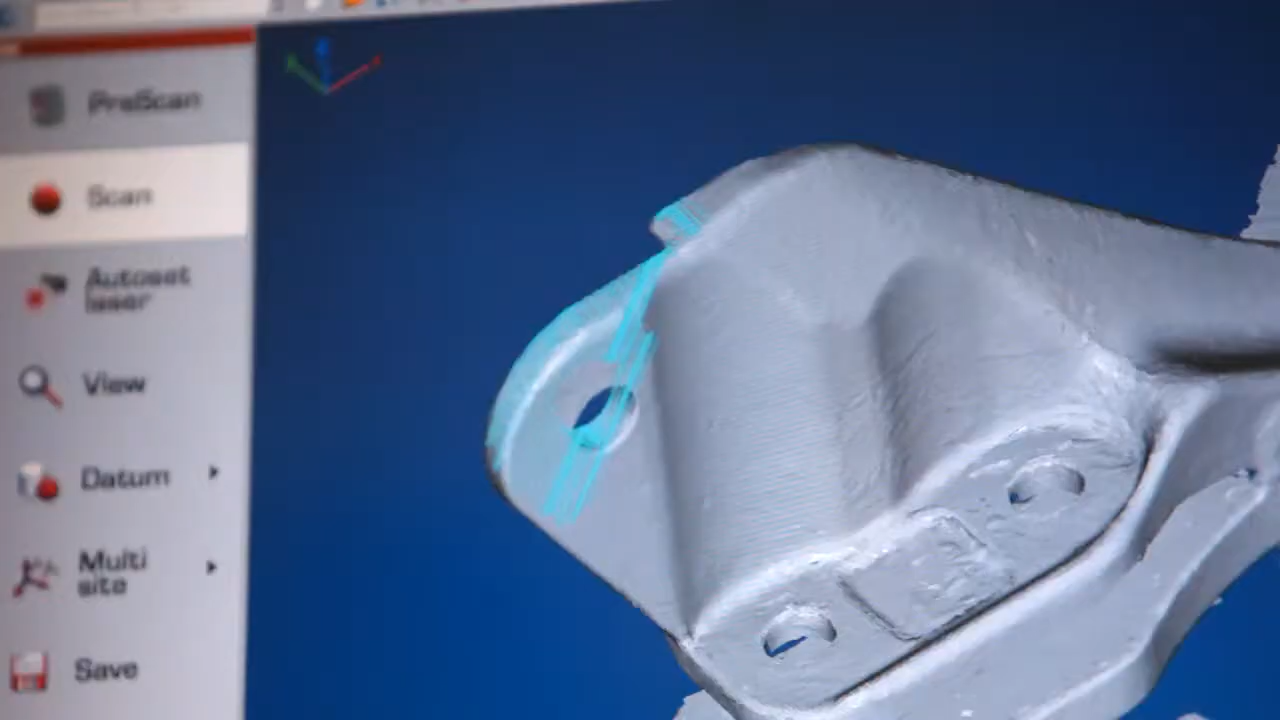 PreScan
Scan
Autoset
laser
View
Datum
Multi
site
Save